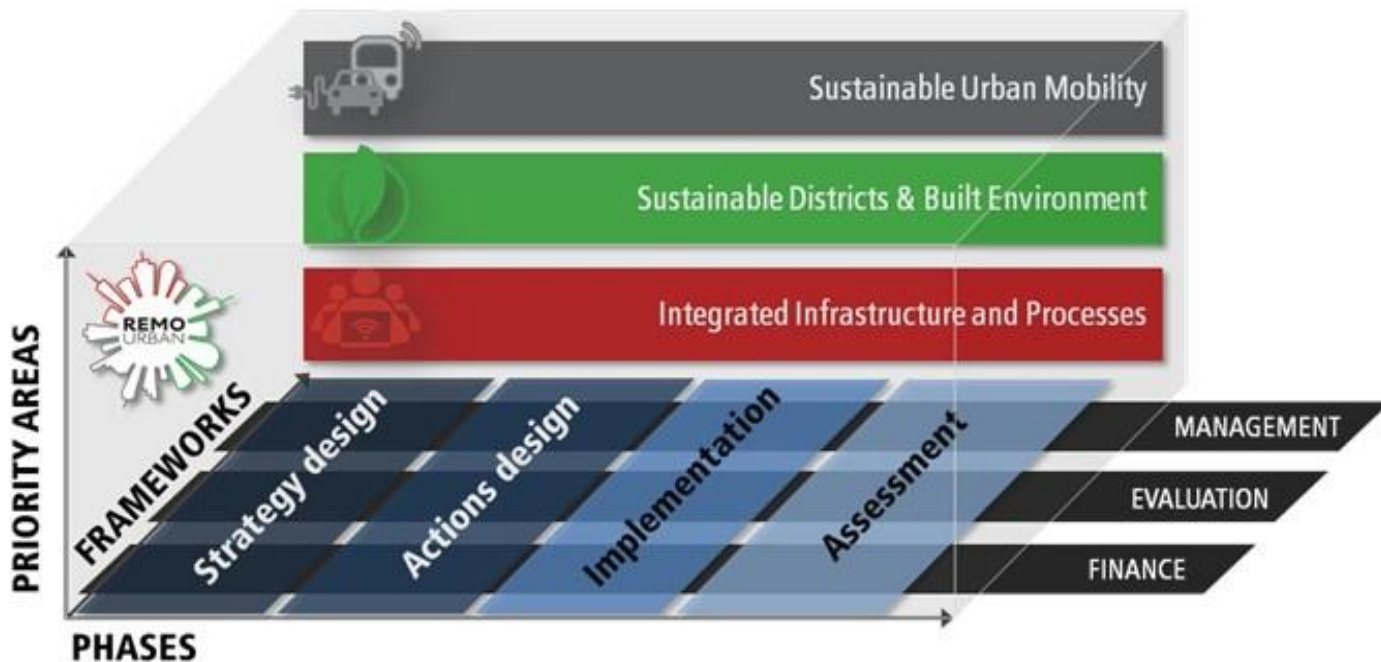 Sustainable Urban Mobility
Sustainable Districts & Built Environment
Integrated Infrastructure and Processes
REMO
URBAN
PRIORITY AREAS
FRAMEWORKS
Strategy design
Actions design
Implementation
Assessment
MANAGEMENT
EVALUATION
FINANCE
PHASES